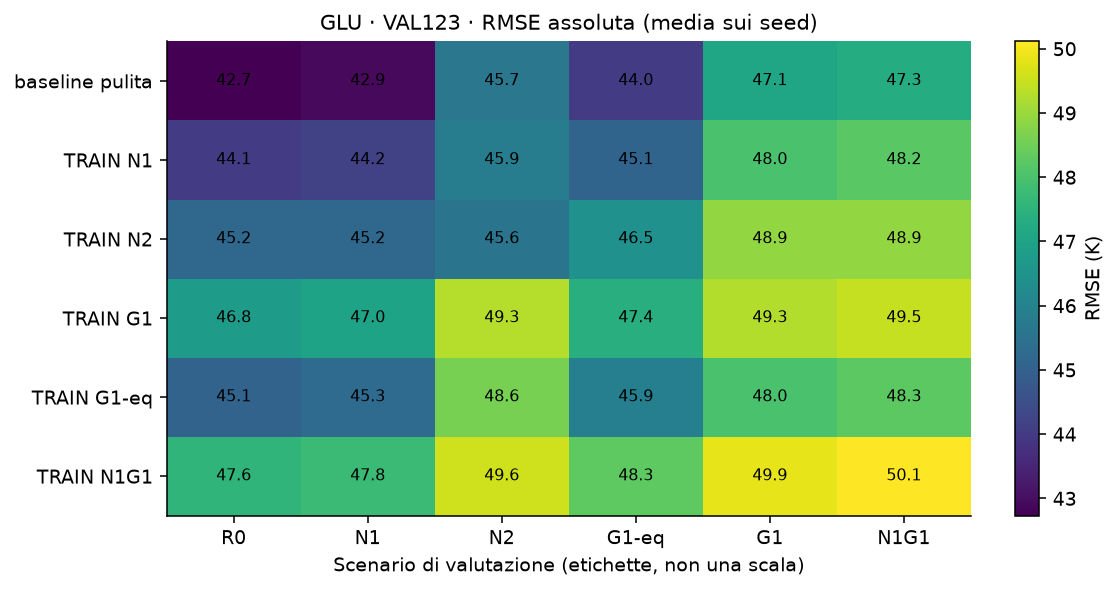 GLU · VAL123 · RMSE assoluta (media sui seed)
baseline pulita 42.7 42.9 45.7 44.0 47.1 47.3
TRAIN N1 44.1 44.2 45.9 45.1 48.0 48.2
TRAIN N2 45.2 45.2 45.6 46.5 48.9 48.9
TRAIN G1 46.8 47.0 49.3 47.4 49.3 49.5
TRAIN G1-eq 45.1 45.3 48.6 45.9 48.0 48.3
TRAIN N1G1 47.6 47.8 49.6 48.3 49.9 50.1
R0 N1 N2 G1-eq G1 N1G1
Scenario di valutazione (etichette, non una scala)
50
49
48
47
46
45
44
43
RMSE (K)